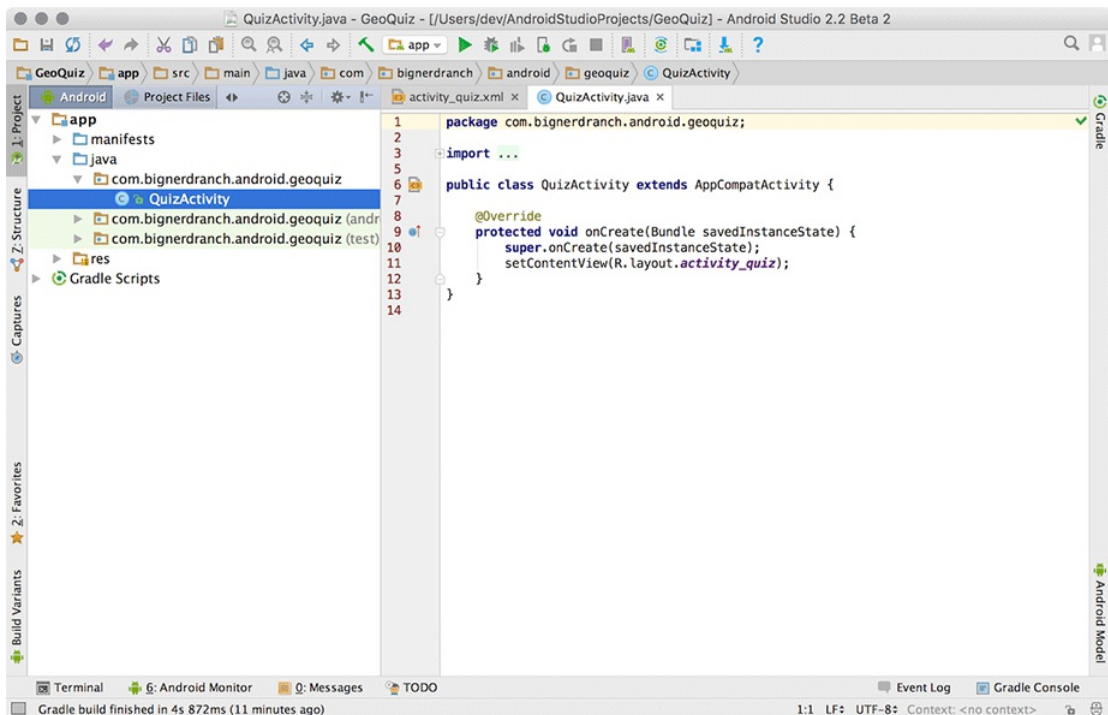 QuizActivity.java - GeoQuiz - [/Users/dev/AndroidStudioProjects/GeoQuiz] - Android Studio 2.2 Beta 2
app
GeoQuiz app src main java com bignerdranch android geoquiz QuizActivity
Android Project Files
activity_quiz.xml × QuizActivity.java ×
1: Project
Z: Structure
Captures
2: Favorites
Build Variants
app
manifests
java
com.bignerdranch.android.geoquiz
QuizActivity
com.bignerdranch.android.geoquiz (andr
com.bignerdranch.android.geoquiz (test)
res
Gradle Scripts
1 package com.bignerdranch.android.geoquiz;
2
3 import ...
5
6 public class QuizActivity extends AppCompatActivity {
7
8 @Override
9 protected void onCreate(Bundle savedInstanceState) {
10 super.onCreate(savedInstanceState);
11 setContentView(R.layout.activity_quiz);
12 }
13 }
14
Gradle
Android Model
Terminal 6: Android Monitor 0: Messages TODO Event Log Gradle Console
Gradle build finished in 4s 872ms (11 minutes ago) 1:1 LF UTF-8 Context: <no context>